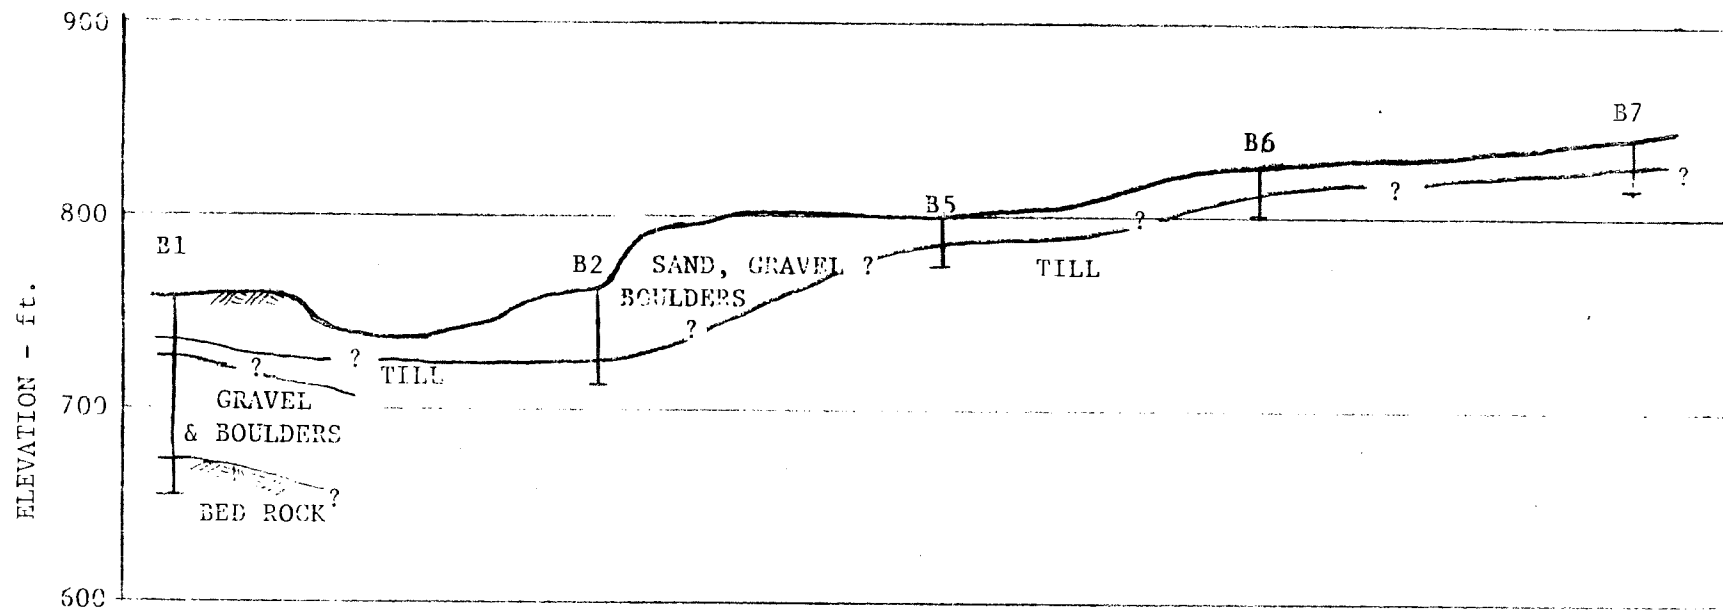 900
B7
B6
800
B5
B1
B2
SAND, GRAVEL ?
BOULDERS
?
?
?
TILL
?
ELEVATION - ft.
?
?
TILL
700
GRAVEL
& BOULDERS
?
BED ROCK
600